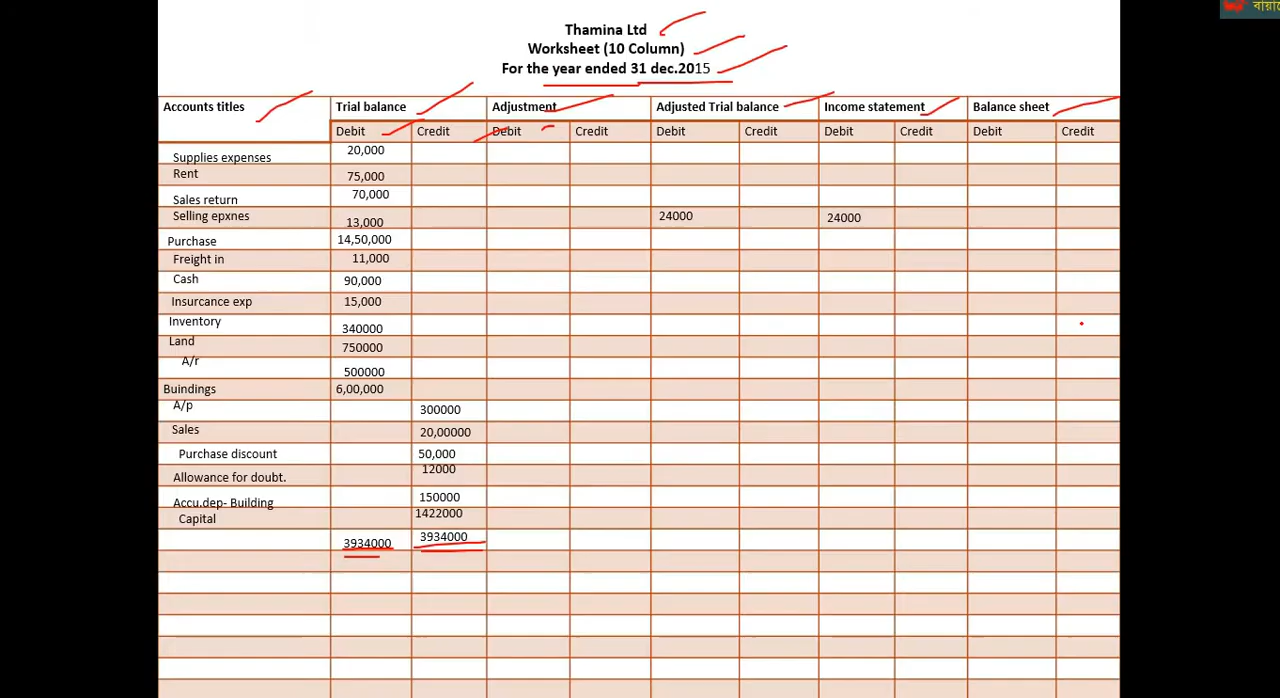 বায়া
Thamina Ltd
Worksheet (10 Column)
For the year ended 31 dec.2015
Accounts titles Trial balance Adjustment Adjusted Trial balance Income statement Balance sheet
Debit Credit Debit Credit Debit Credit Debit Credit Debit Credit
Supplies expenses 20,000
Rent 75,000
Sales return 70,000
Selling epxnes 13,000 24000 24000
Purchase 14,50,000
Freight in 11,000
Cash 90,000
Insurcance exp 15,000
Inventory 340000
Land 750000
A/r 500000
Buindings 6,00,000
A/p 300000
Sales 20,00000
Purchase discount 50,000
Allowance for doubt. 12000
Accu.dep- Building 150000
Capital 1422000
3934000 3934000